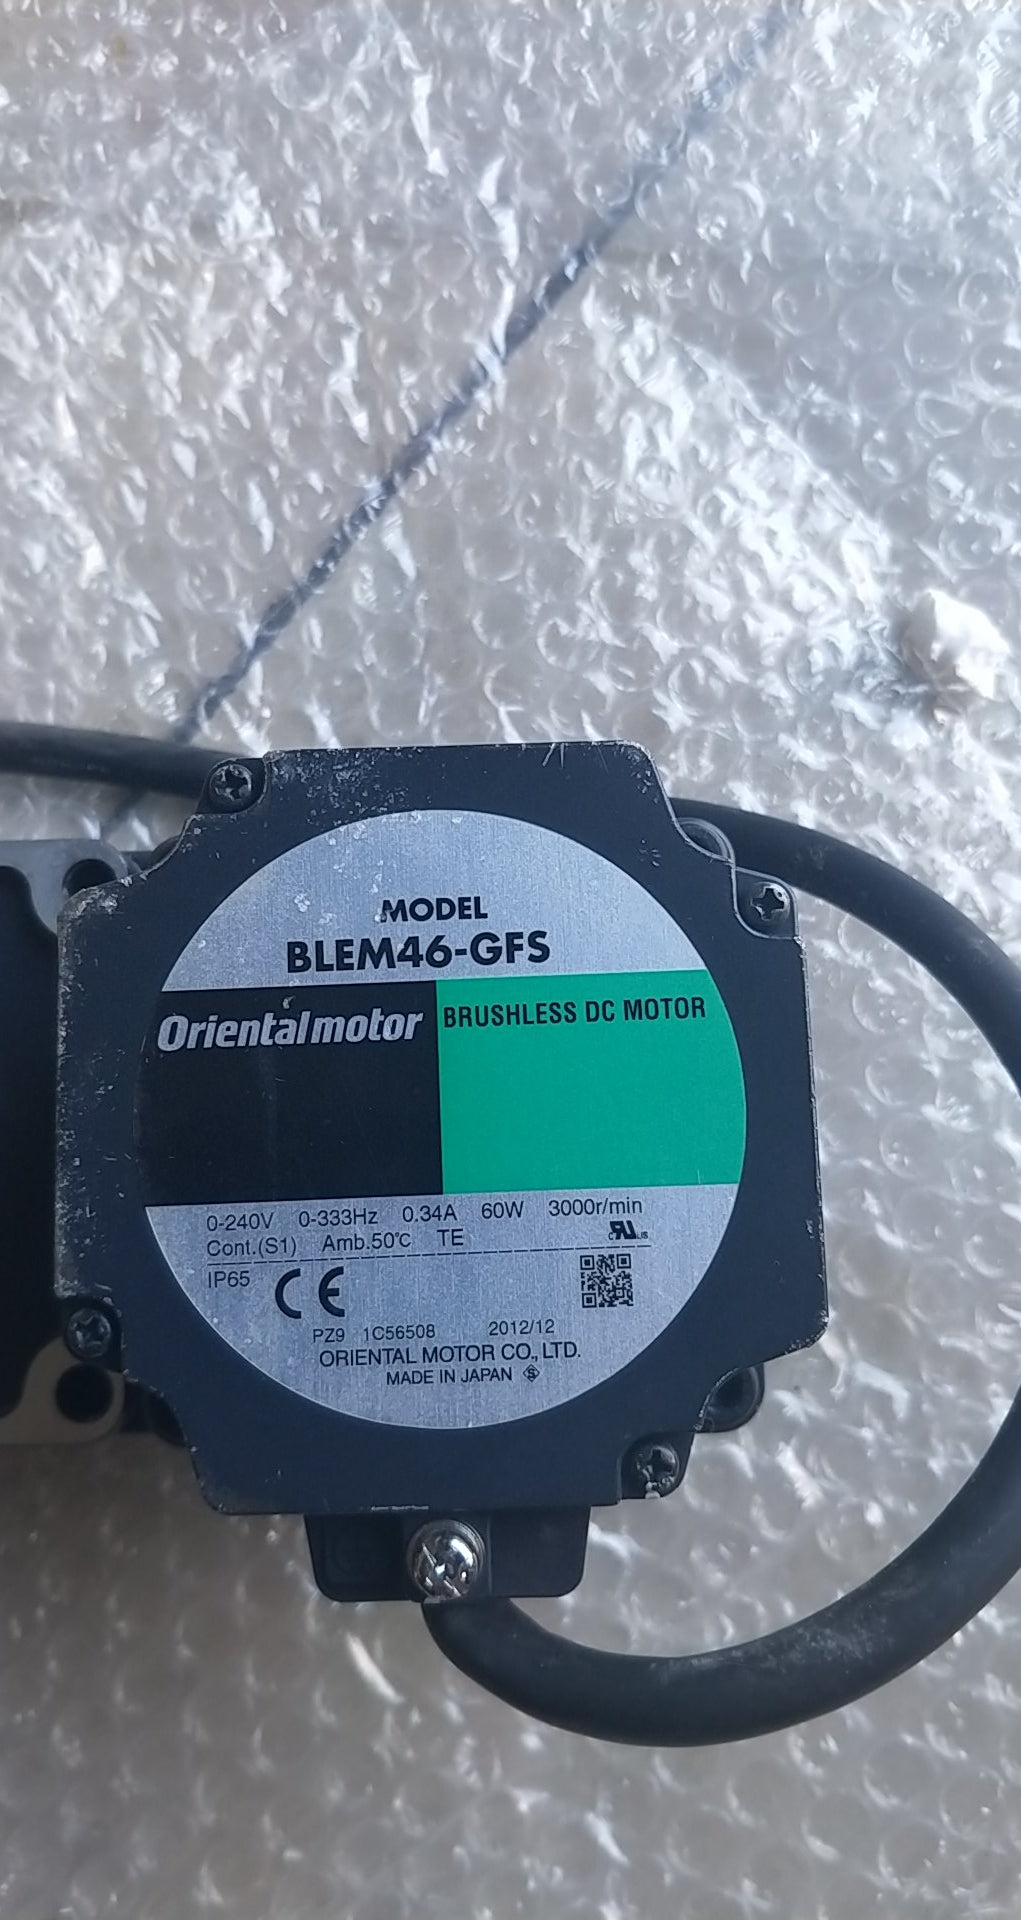 MODEL
BLEM46-GFS
Orientalmotor
BRUSHLESS DC MOTOR
0-240V 0-333Hz 0.34A 60W 3000r/min
Cont.(S1) Amb.50℃ TE
IP65 CE
PZ9 1C56508 2012/12
ORIENTAL MOTOR CO., LTD.
MADE IN JAPAN